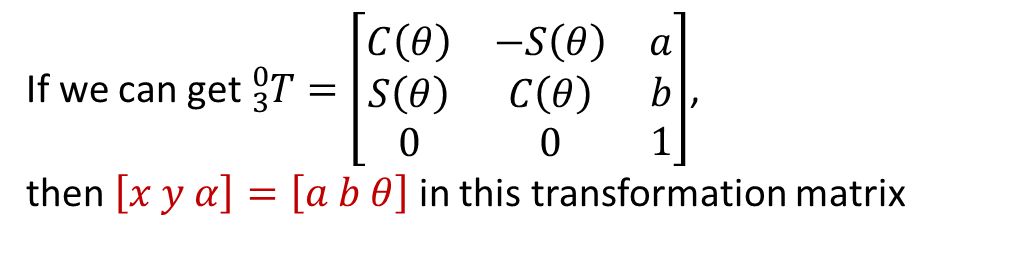 C(θ) −S(θ) a
If we can get ⁰₃T = S(θ) C(θ) b ,
0 0 1
then [x y α] = [a b θ] in this transformation matrix